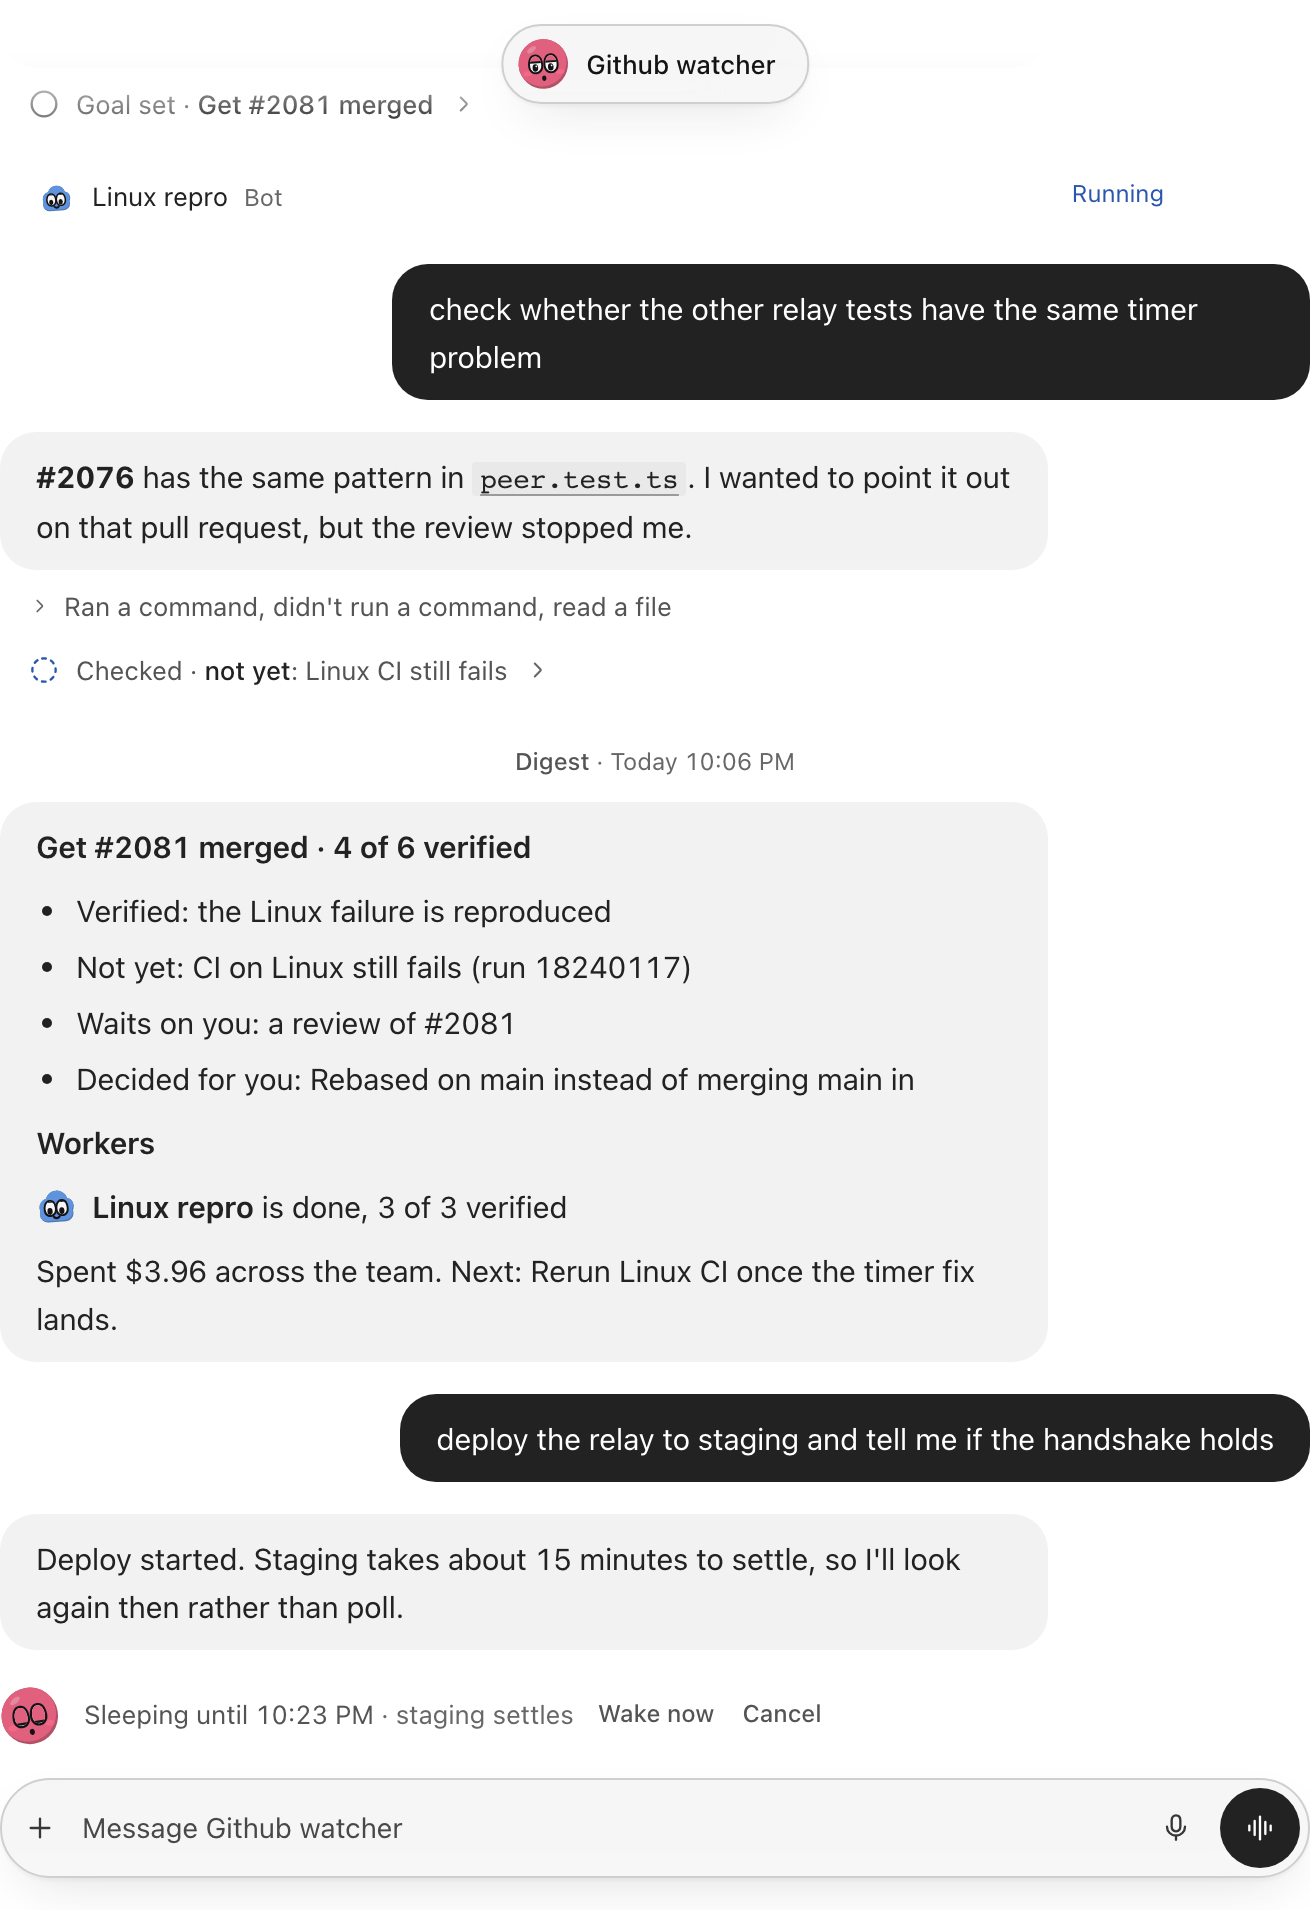 Github watcher
Goal set · Get #2081 merged
Linux repro Bot
Running
check whether the other relay tests have the same timer
problem
#2076 has the same pattern in peer.test.ts. I wanted to point it out
on that pull request, but the review stopped me.
Ran a command, didn't run a command, read a file
Checked · not yet: Linux CI still fails
Digest · Today 10:06 PM
Get #2081 merged · 4 of 6 verified
• Verified: the Linux failure is reproduced
• Not yet: CI on Linux still fails (run 18240117)
• Waits on you: a review of #2081
• Decided for you: Rebased on main instead of merging main in
Workers
Linux repro is done, 3 of 3 verified
Spent $3.96 across the team. Next: Rerun Linux CI once the timer fix
lands.
deploy the relay to staging and tell me if the handshake holds
Deploy started. Staging takes about 15 minutes to settle, so I'll look
again then rather than poll.
Sleeping until 10:23 PM · staging settles Wake now Cancel
Message Github watcher